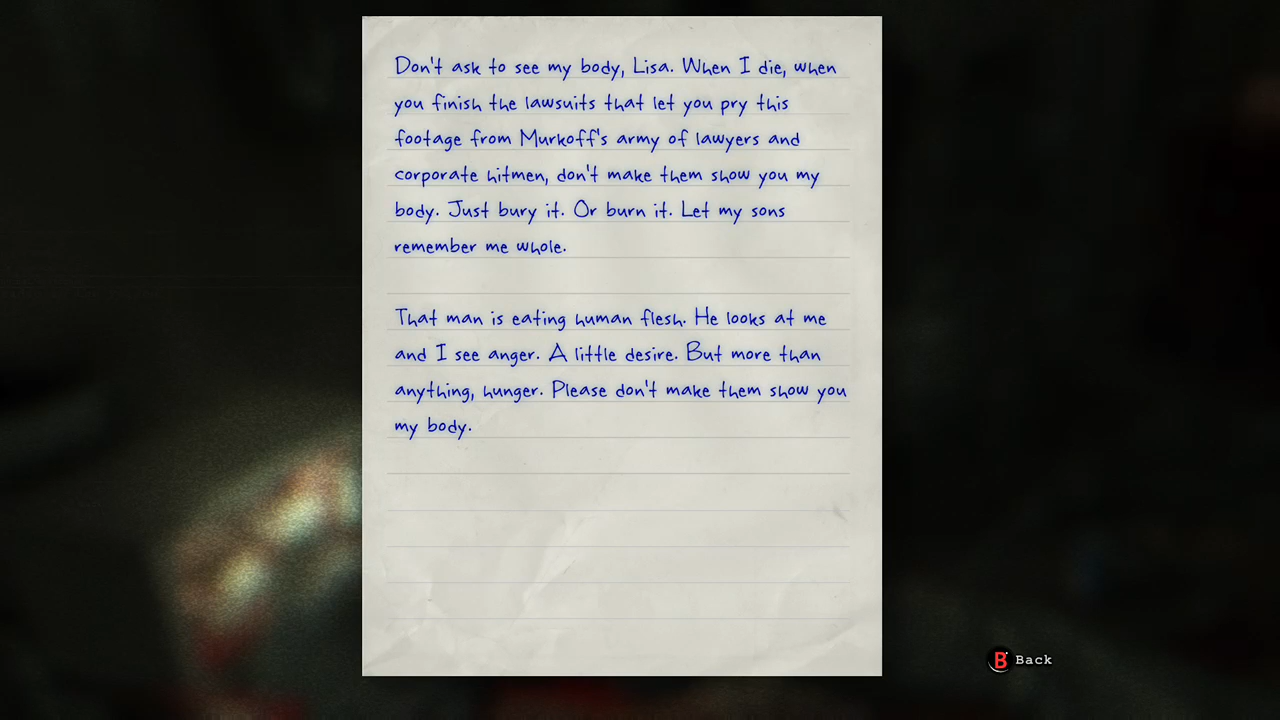 Don't ask to see my body, Lisa. When I die, when
you finish the lawsuits that let you pry this
footage from Murkoff's army of lawyers and
corporate hitmen, don't make them show you my
body. Just bury it. Or burn it. Let my sons
remember me whole.
That man is eating human flesh. He looks at me
and I see anger. A little desire. But more than
anything, hunger. Please don't make them show you
my body.
B Back